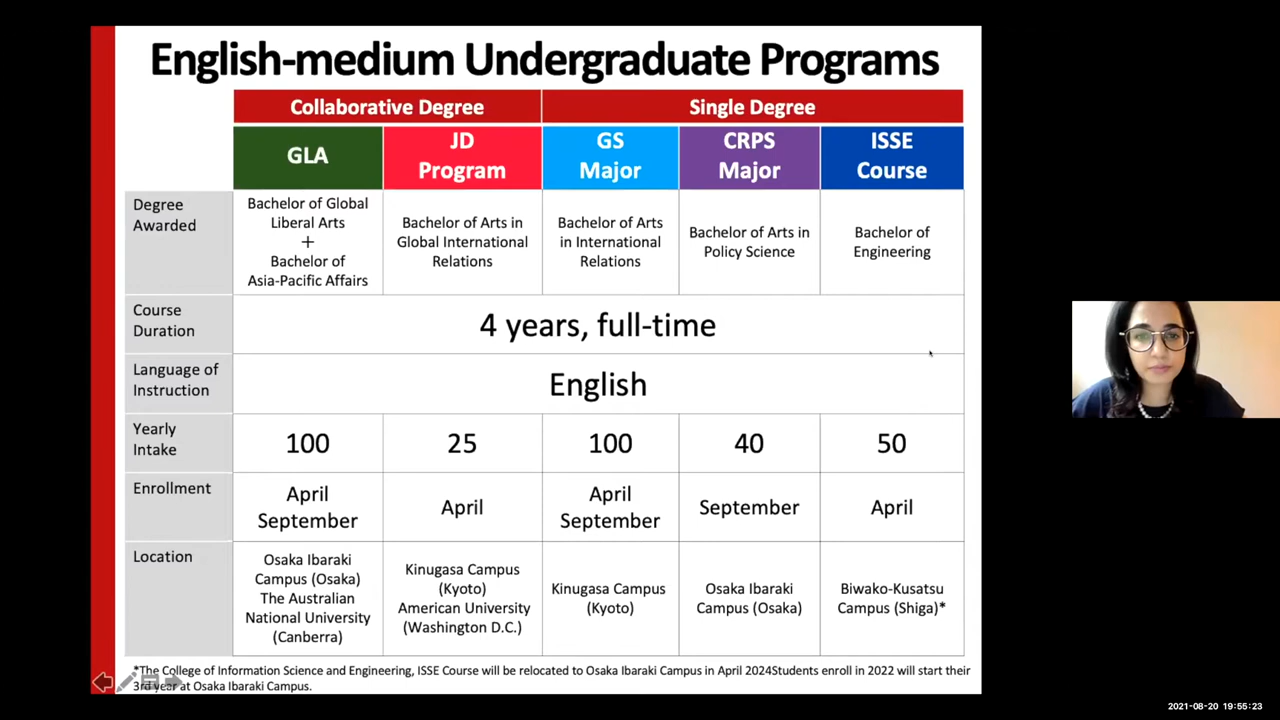 English-medium Undergraduate Programs
Collaborative Degree
Single Degree
GLA
JD
Program
GS
Major
CRPS
Major
ISSE
Course
Degree
Awarded
Bachelor of Global
Liberal Arts
+
Bachelor of
Asia-Pacific Affairs
Bachelor of Arts in
Global International
Relations
Bachelor of Arts
in International
Relations
Bachelor of Arts in
Policy Science
Bachelor of
Engineering
Course
Duration
4 years, full-time
Language of
Instruction
English
Yearly
Intake
100
25
100
40
50
Enrollment
April
September
April
April
September
September
April
Location
Osaka Ibaraki
Campus (Osaka)
The Australian
National University
(Canberra)
Kinugasa Campus
(Kyoto)
American University
(Washington D.C.)
Kinugasa Campus
(Kyoto)
Osaka Ibaraki
Campus (Osaka)
Biwako-Kusatsu
Campus (Shiga)*
*The College of Information Science and Engineering, ISSE Course will be relocated to Osaka Ibaraki Campus in April 2024Students enroll in 2022 will start their
3rd year at Osaka Ibaraki Campus.
2021-08-20 19:55:23